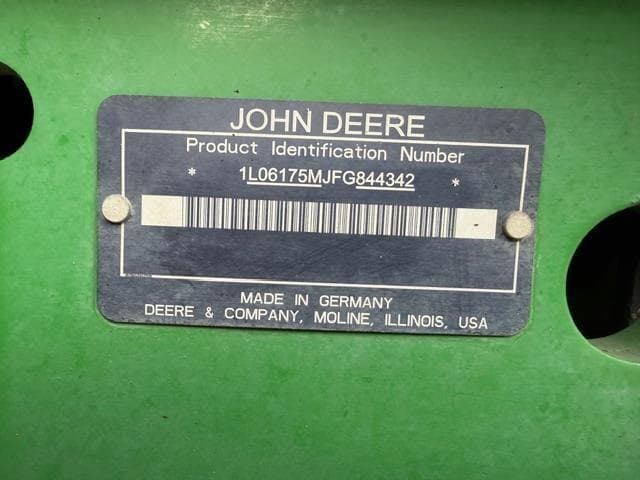 JOHN DEERE
Product Identification Number
* 1L06175MJFG844342 *
MADE IN GERMANY
DEERE & COMPANY, MOLINE, ILLINOIS, USA